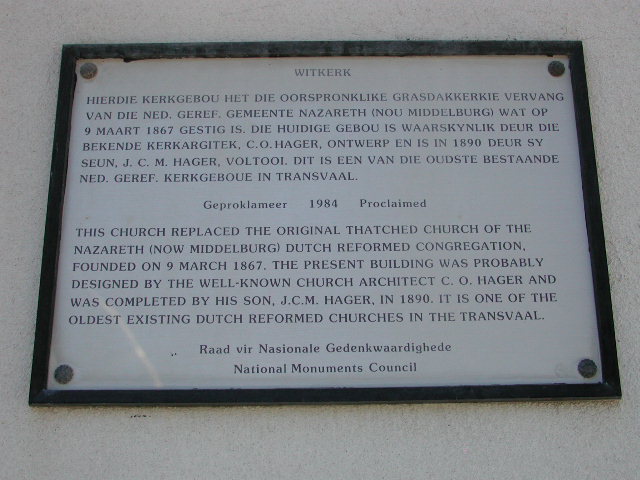 WITKERK
HIERDIE KERKGEBOU HET DIE OORSPRONKLIKE GRASDAKKERKIE VERVANG
VAN DIE NED. GEREF. GEMEENTE NAZARETH (NOU MIDDELBURG) WAT OP
9 MAART 1867 GESTIG IS. DIE HUIDIGE GEBOU IS WAARSKYNLIK DEUR DIE
BEKENDE KERKARGITEK, C.O. HAGER, ONTWERP EN IS IN 1890 DEUR SY
SEUN, J. C. M. HAGER, VOLTOOI. DIT IS EEN VAN DIE OUDSTE BESTAANDE
NED. GEREF. KERKGEBOUE IN TRANSVAAL.
Geproklameer 1984 Proclaimed
THIS CHURCH REPLACED THE ORIGINAL THATCHED CHURCH OF THE
NAZARETH (NOW MIDDELBURG) DUTCH REFORMED CONGREGATION,
FOUNDED ON 9 MARCH 1867. THE PRESENT BUILDING WAS PROBABLY
DESIGNED BY THE WELL-KNOWN CHURCH ARCHITECT C. O. HAGER AND
WAS COMPLETED BY HIS SON, J.C.M. HAGER, IN 1890. IT IS ONE OF THE
OLDEST EXISTING DUTCH REFORMED CHURCHES IN THE TRANSVAAL.
Raad vir Nasionale Gedenkwaardighede
National Monuments Council